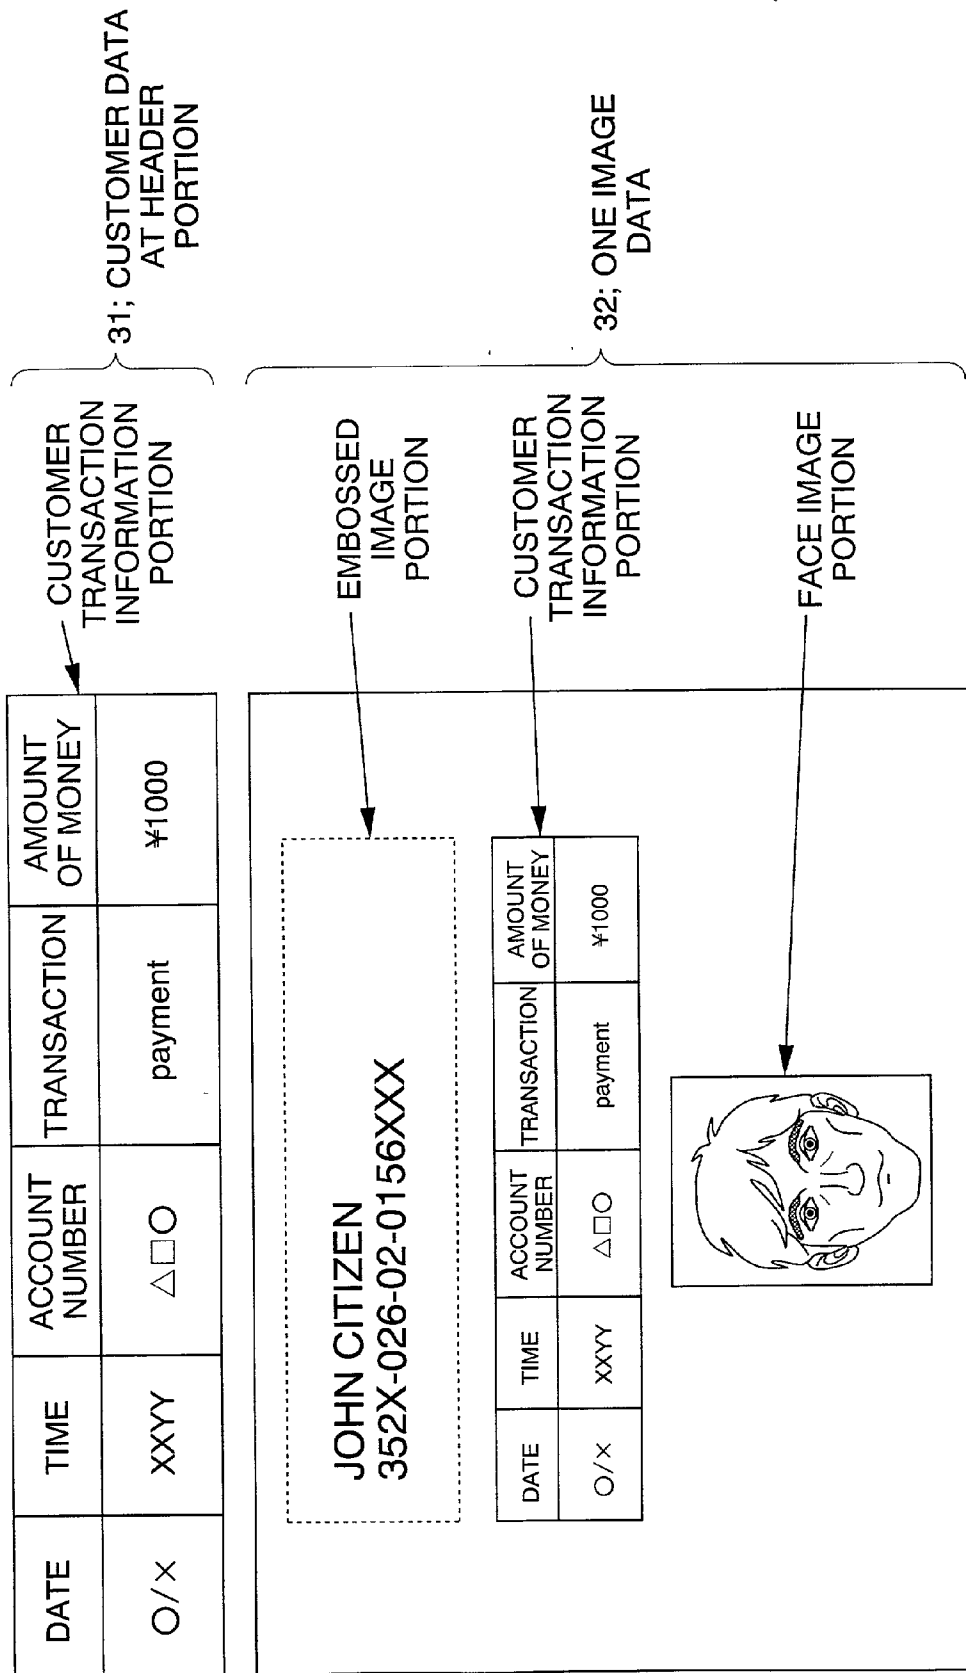 DATE
TIME
ACCOUNT
NUMBER
TRANSACTION
AMOUNT
OF MONEY
○/×
XXYY
△□○
payment
¥1000
CUSTOMER
TRANSACTION
INFORMATION
PORTION
31; CUSTOMER DATA
AT HEADER
PORTION
JOHN CITIZEN
352X-026-02-0156XXX
EMBOSSED
IMAGE
PORTION
DATE
TIME
ACCOUNT
NUMBER
TRANSACTION
AMOUNT
OF MONEY
○/×
XXYY
△□○
payment
¥1000
CUSTOMER
TRANSACTION
INFORMATION
PORTION
32; ONE IMAGE
DATA
FACE IMAGE
PORTION